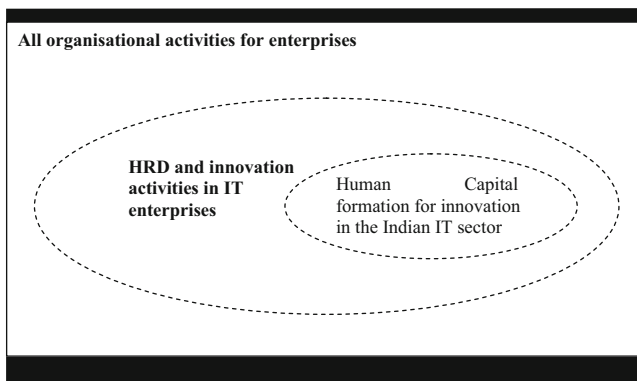 All organisational activities for enterprises
HRD and innovation
activities in IT
enterprises
Human Capital
formation for innovation
in the Indian IT sector